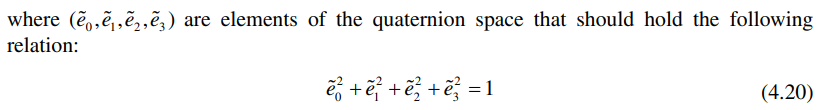 where (ẽ₀,ẽ₁,ẽ₂,ẽ₃) are elements of the quaternion space that should hold the following
relation:
ẽ₀² + ẽ₁² + ẽ₂² + ẽ₃² = 1 (4.20)